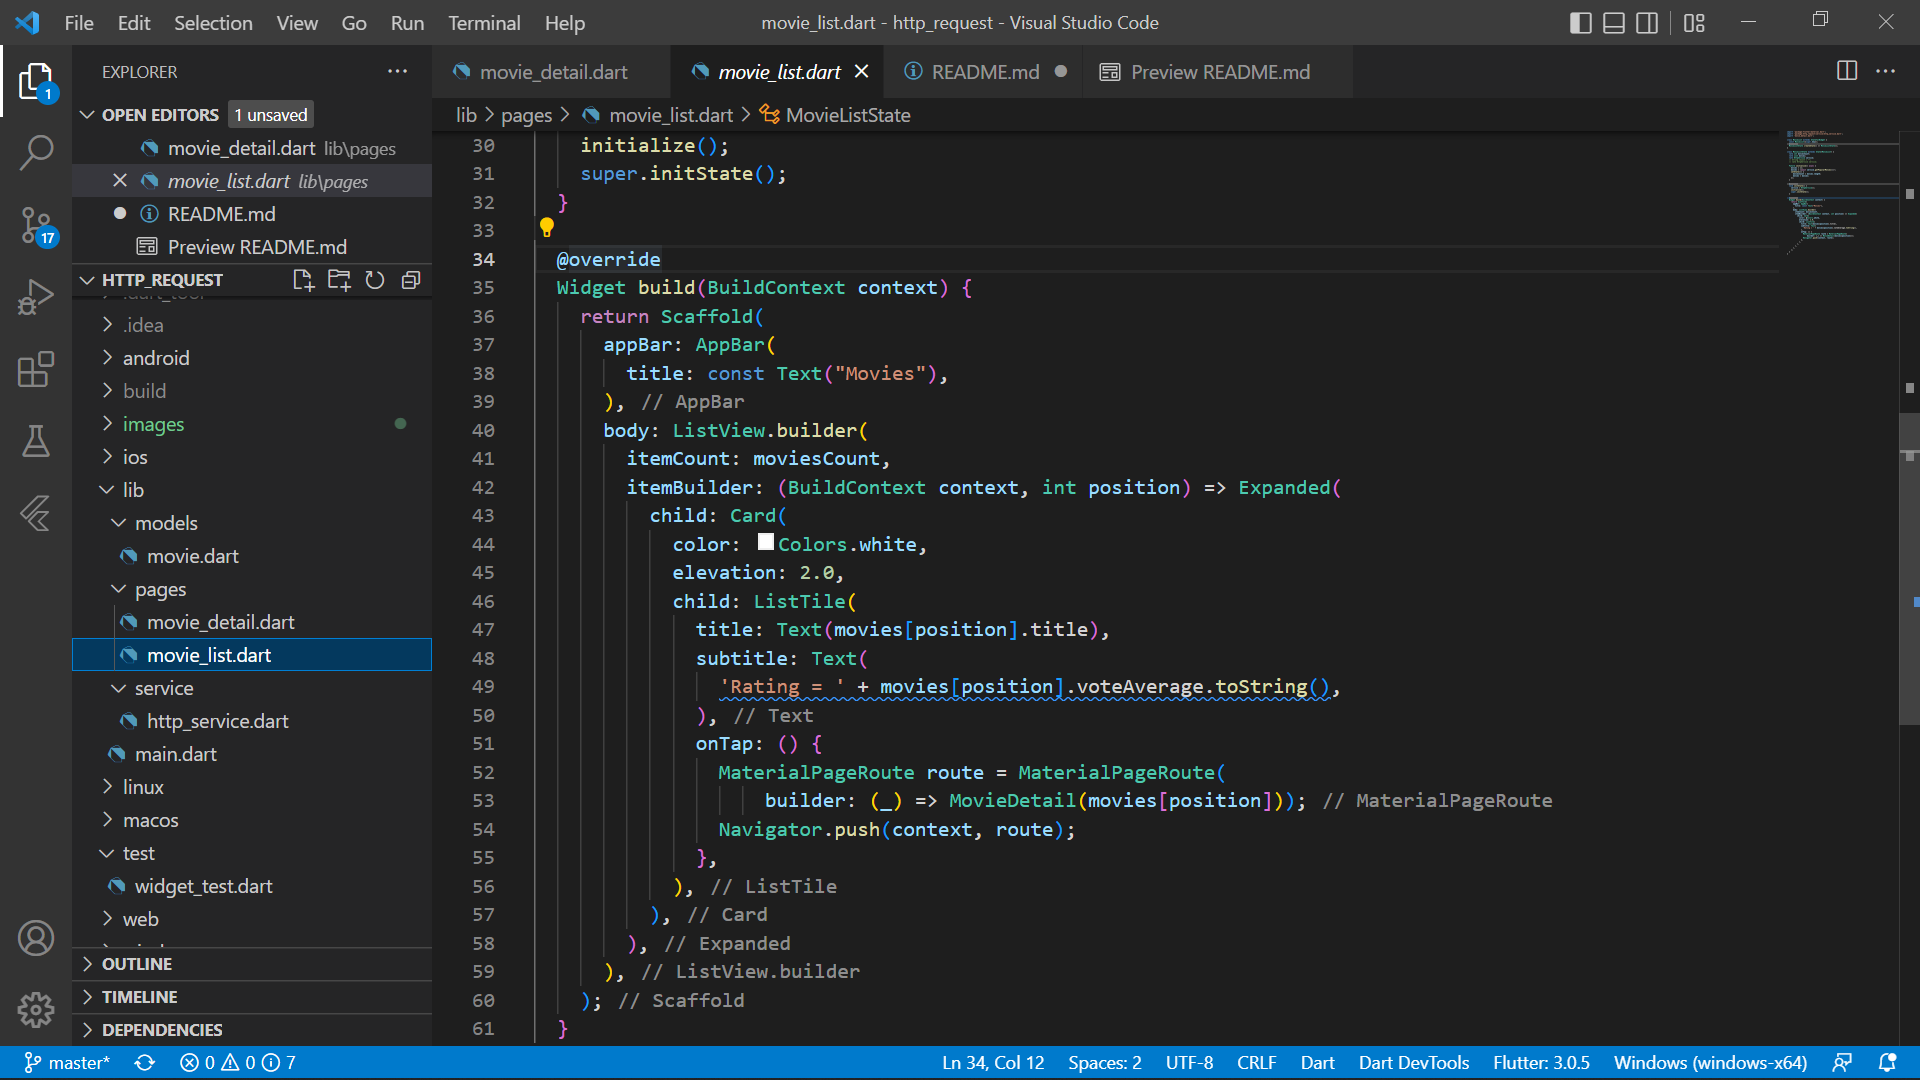 File Edit Selection View Go Run Terminal Help
movie_list.dart - http_request - Visual Studio Code
EXPLORER
OPEN EDITORS 1 unsaved
movie_detail.dart lib\pages
movie_list.dart lib\pages
README.md
Preview README.md
HTTP_REQUEST
.dart_tool
.idea
android
build
images
ios
lib
models
movie.dart
pages
movie_detail.dart
movie_list.dart
service
http_service.dart
main.dart
linux
macos
test
widget_test.dart
web
OUTLINE
TIMELINE
DEPENDENCIES
1
17
movie_detail.dart movie_list.dart README.md Preview README.md
lib > pages > movie_list.dart > MovieListState
30 initialize();
31 super.initState();
32 }
33
34 @override
35 Widget build(BuildContext context) {
36 return Scaffold(
37 appBar: AppBar(
38 title: const Text("Movies"),
39 ), // AppBar
40 body: ListView.builder(
41 itemCount: moviesCount,
42 itemBuilder: (BuildContext context, int position) => Expanded(
43 child: Card(
44 color: Colors.white,
45 elevation: 2.0,
46 child: ListTile(
47 title: Text(movies[position].title),
48 subtitle: Text(
49 'Rating = ' + movies[position].voteAverage.toString(),
50 ), // Text
51 onTap: () {
52 MaterialPageRoute route = MaterialPageRoute(
53 builder: (_) => MovieDetail(movies[position])); // MaterialPageRoute
54 Navigator.push(context, route);
55 },
56 ), // ListTile
57 ), // Card
58 ), // Expanded
59 ), // ListView.builder
60 ); // Scaffold
61 }
master* 0 0 7
Ln 34, Col 12 Spaces: 2 UTF-8 CRLF Dart Dart DevTools Flutter: 3.0.5 Windows (windows-x64)